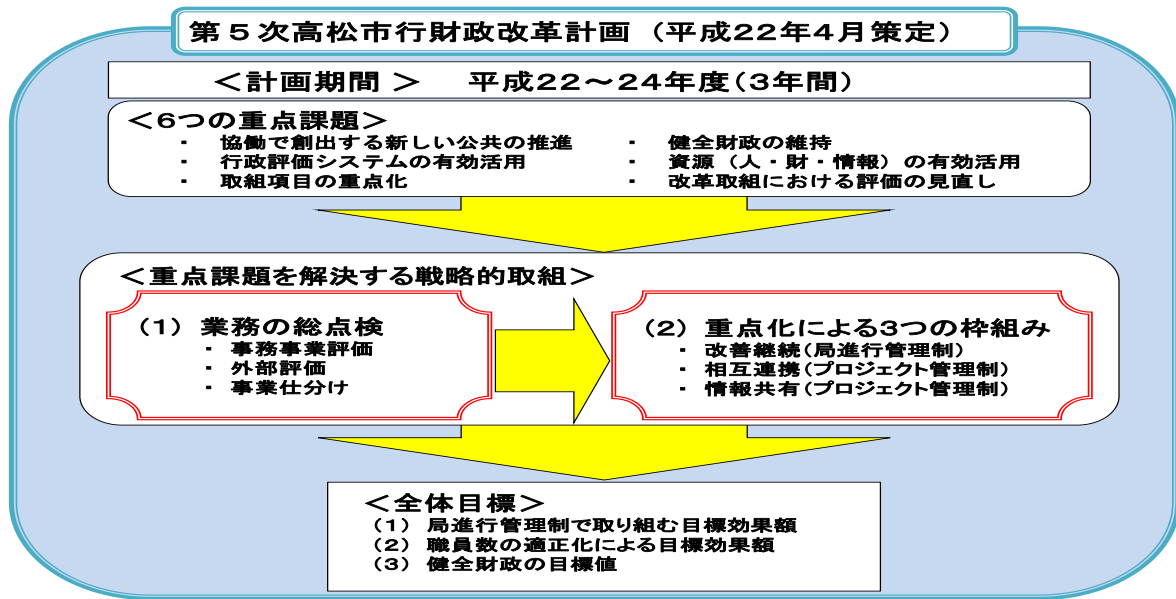 第5次高松市行財政改革計画（平成22年4月策定）
＜計画期間 ＞　平成22～24年度(3年間)
＜6つの重点課題＞
・ 協働で創出する新しい公共の推進
・ 行政評価システムの有効活用
・ 取組項目の重点化
・ 健全財政の維持
・ 資源（人・財・情報）の有効活用
・ 改革取組における評価の見直し
＜重点課題を解決する戦略的取組＞
(1) 業務の総点検
・ 事務事業評価
・ 外部評価
・ 事業仕分け
(2) 重点化による3つの枠組み
・ 改善継続(局進行管理制)
・ 相互連携(プロジェクト管理制)
・ 情報共有(プロジェクト管理制)
＜全体目標＞
(1) 局進行管理制で取り組む目標効果額
(2) 職員数の適正化による目標効果額
(3) 健全財政の目標値